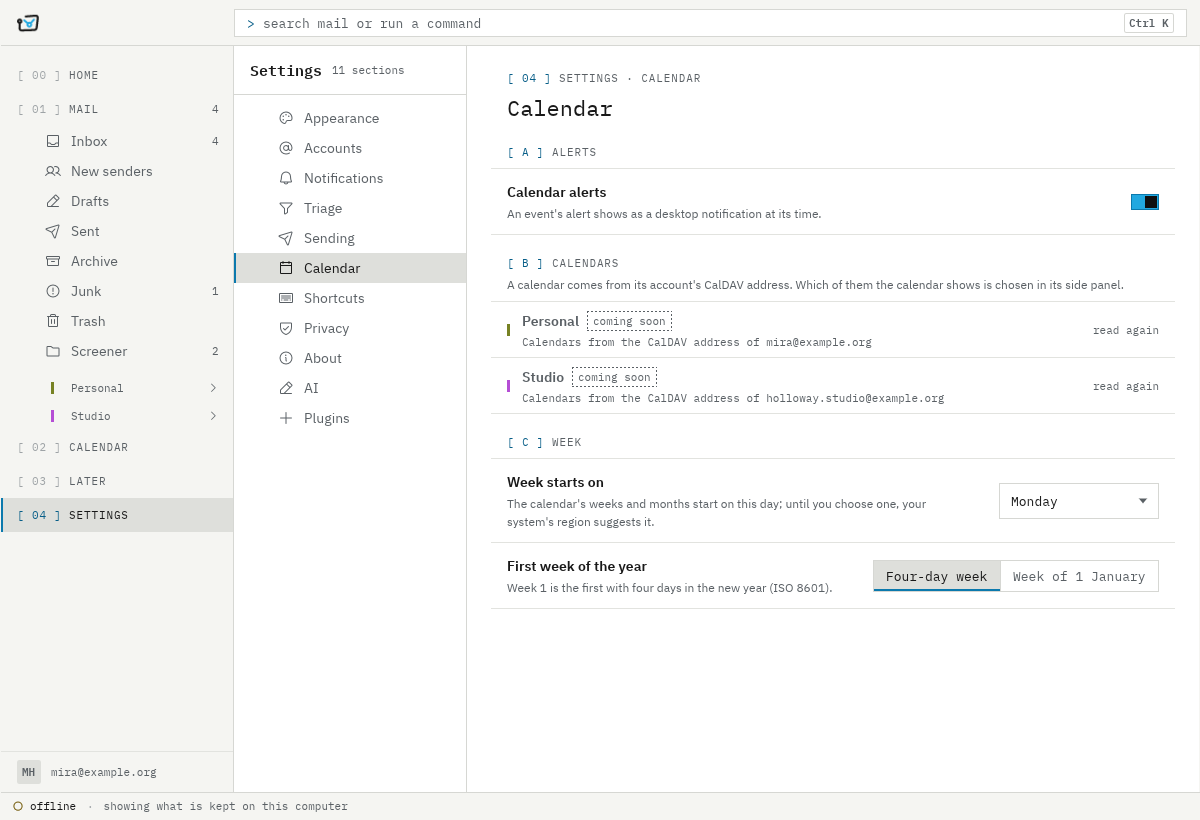 > search mail or run a command
Ctrl K
[ 00 ] HOME
[ 01 ] MAIL 4
Inbox 4
New senders
Drafts
Sent
Archive
Junk 1
Trash
Screener 2
Personal
Studio
[ 02 ] CALENDAR
[ 03 ] LATER
[ 04 ] SETTINGS
MH mira@example.org
Settings 11 sections
Appearance
Accounts
Notifications
Triage
Sending
Calendar
Shortcuts
Privacy
About
AI
Plugins
[ 04 ] SETTINGS · CALENDAR
Calendar
[ A ] ALERTS
Calendar alerts
An event's alert shows as a desktop notification at its time.
[ B ] CALENDARS
A calendar comes from its account's CalDAV address. Which of them the calendar shows is chosen in its side panel.
Personal coming soon
Calendars from the CalDAV address of mira@example.org
read again
Studio coming soon
Calendars from the CalDAV address of holloway.studio@example.org
read again
[ C ] WEEK
Week starts on
The calendar's weeks and months start on this day; until you choose one, your
system's region suggests it.
Monday
First week of the year
Week 1 is the first with four days in the new year (ISO 8601).
Four-day week Week of 1 January
offline · showing what is kept on this computer